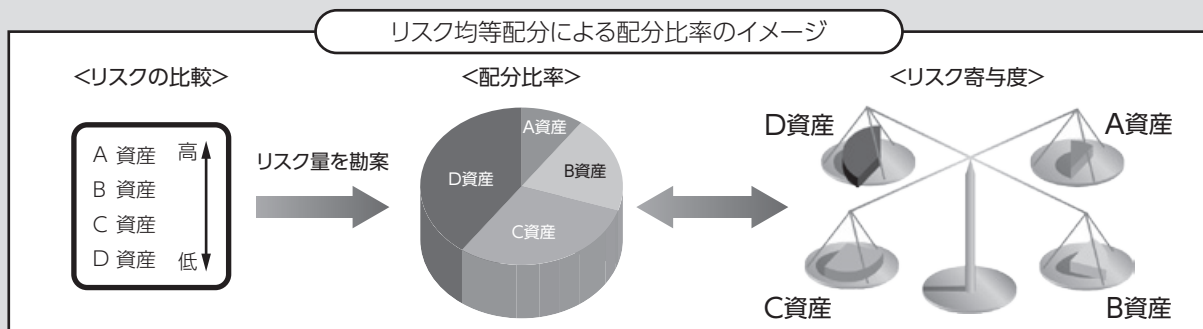 リスク均等配分による配分比率のイメージ
<リスクの比較>
A 資産 高
B 資産
C 資産
D 資産 低
リスク量を勘案
<配分比率>
A資産
B資産
C資産
D資産
<リスク寄与度>
D資産
A資産
C資産
B資産